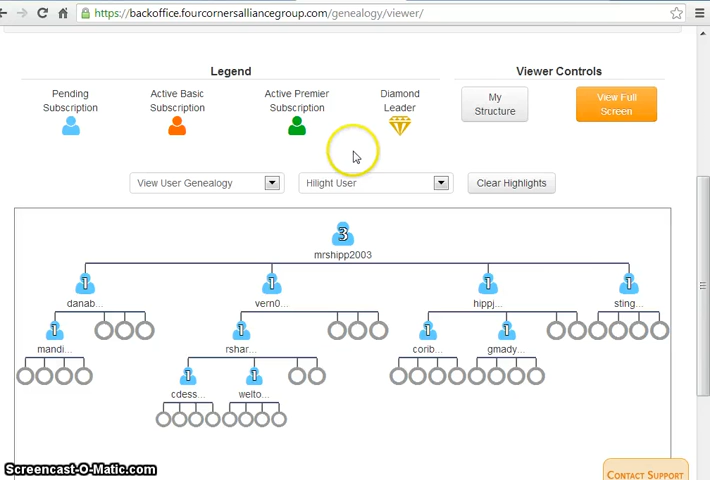 https://backoffice.fourcornersalliancegroup.com/genealogy/viewer/
Legend
Viewer Controls
Pending Subscription
Active Basic Subscription
Active Premier Subscription
Diamond Leader
My Structure
View Full Screen
View User Genealogy
Hilight User
Clear Highlights
3
mrshipp2003
1 1 1 1
danab... vern0... hippj... sting...
1 1 1 1
mandi... rshar... corib... gmady...
1 1
cdess... welto...
Screencast-O-Matic.com
Contact Support